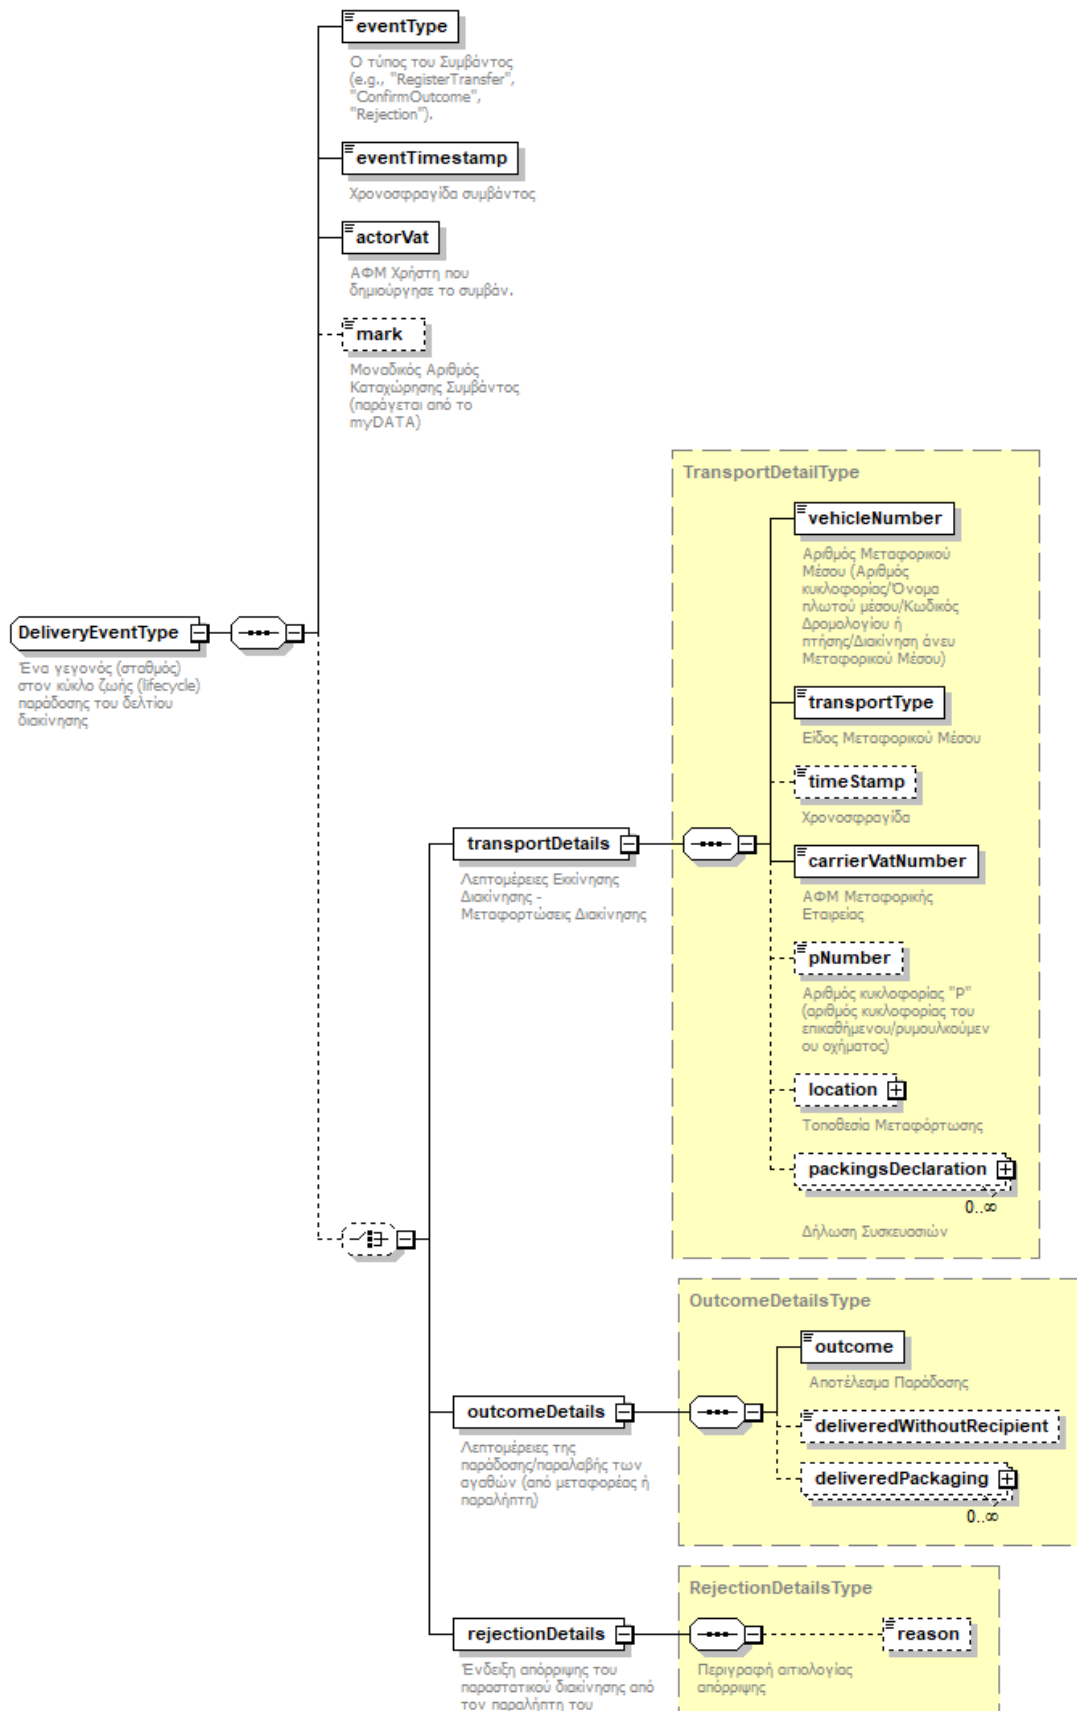 eventType
Ο τύπος του Συμβάντος
(e.g., "RegisterTransfer",
"ConfirmOutcome",
"Rejection").
eventTimestamp
Χρονοσφραγίδα συμβάντος
actorVat
ΑΦΜ Χρήστη που
δημιούργησε το συμβάν.
mark
Μοναδικός Αριθμός
Καταχώρησης Συμβάντος
(παράγεται από το
myDATA)
DeliveryEventType
Ένα γεγονός (σταθμός)
στον κύκλο ζωής (lifecycle)
παράδοσης του δελτίου
διακίνησης
TransportDetailType
vehicleNumber
Αριθμός Μεταφορικού
Μέσου (Αριθμός
κυκλοφορίας/Όνομα
πλωτού μέσου/Κωδικός
Δρομολογίου ή
πτήσης/Διακίνηση άνευ
Μεταφορικού Μέσου)
transportType
Είδος Μεταφορικού Μέσου
timeStamp
Χρονοσφραγίδα
transportDetails
Λεπτομέρειες Εκκίνησης
Διακίνησης -
Μεταφορτώσεις Διακίνησης
carrierVatNumber
ΑΦΜ Μεταφορικής
Εταιρείας
pNumber
Αριθμός κυκλοφορίας "Ρ"
(αριθμός κυκλοφορίας του
επικαθήμενου/ρυμουλκούμεν
ου οχήματος)
location
Τοποθεσία Μεταφόρτωσης
packingsDeclaration
0..∞
Δήλωση Συσκευασιών
OutcomeDetailsType
outcome
Αποτέλεσμα Παράδοσης
outcomeDetails
Λεπτομέρειες της
παράδοσης/παραλαβής των
αγαθών (από μεταφορέας ή
παραλήπτη)
deliveredWithoutRecipient
deliveredPackaging
0..∞
RejectionDetailsType
rejectionDetails
Ένδειξη απόρριψης του
παραστατικού διακίνησης από
τον παραλήπτη του
reason
Περιγραφή αιτιολογίας
απόρριψης